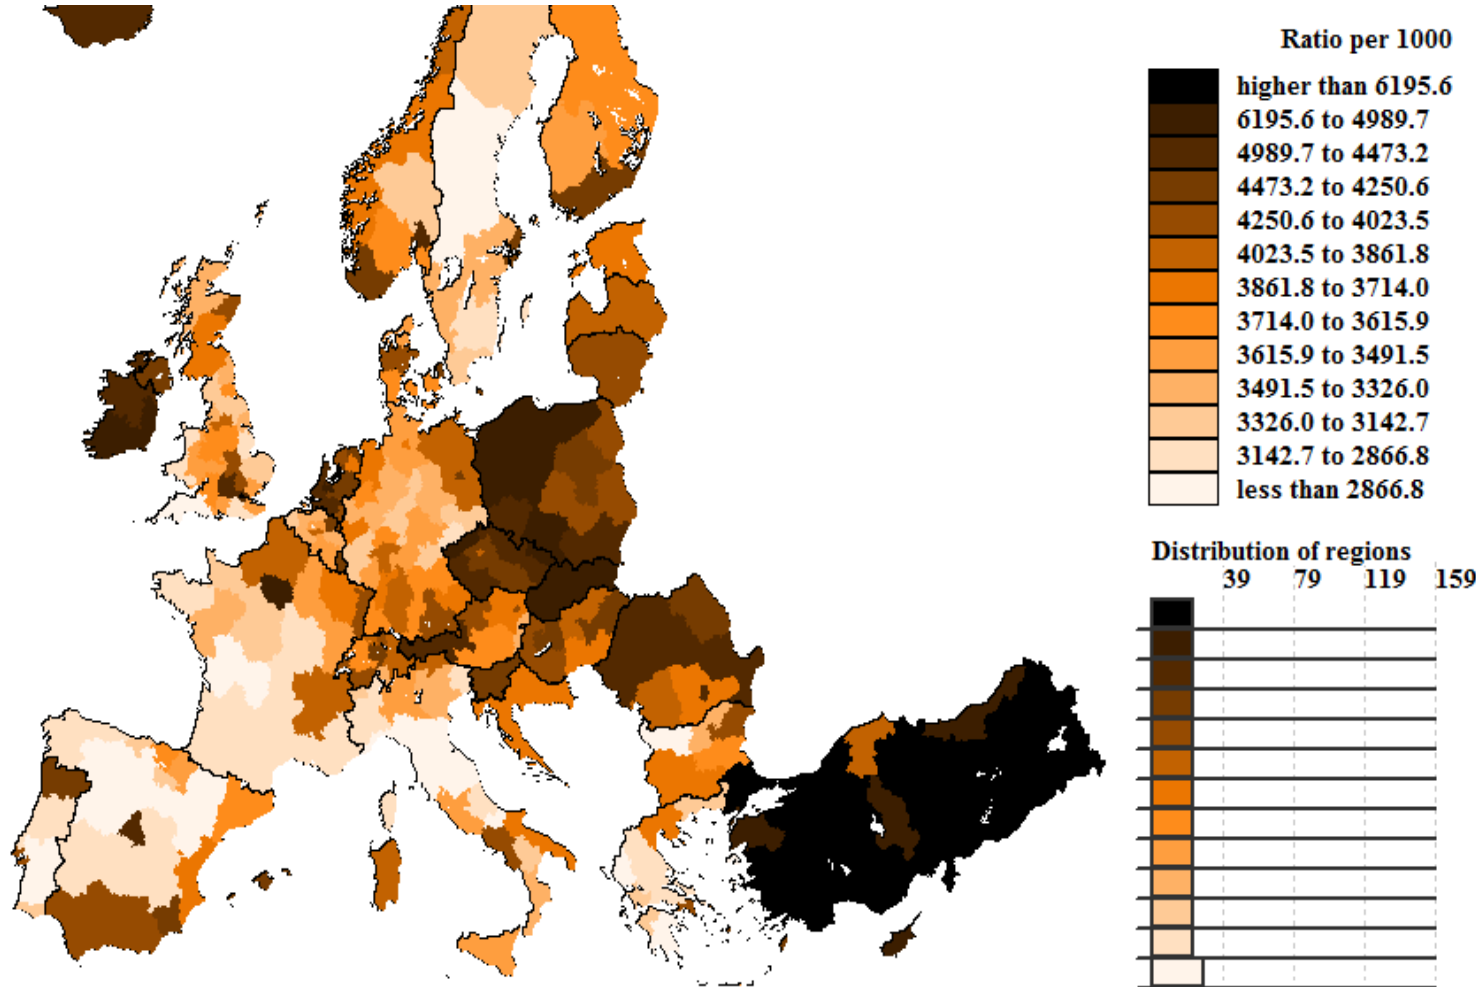 Ratio per 1000
higher than 6195.6
6195.6 to 4989.7
4989.7 to 4473.2
4473.2 to 4250.6
4250.6 to 4023.5
4023.5 to 3861.8
3861.8 to 3714.0
3714.0 to 3615.9
3615.9 to 3491.5
3491.5 to 3326.0
3326.0 to 3142.7
3142.7 to 2866.8
less than 2866.8
Distribution of regions
39 79 119 159